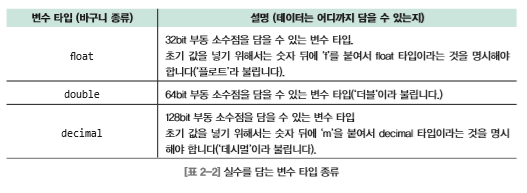 변수 타입 (바구니 종류) 설명 (데이터는 어디까지 담을 수 있는지)
float
32bit 부동 소수점을 담을 수 있는 변수 타입.
초기 값을 넣기 위해서는 숫자 뒤에 'f'를 붙여서 float 타입이라는 것을 명시해야
합니다('플로트'라 불립니다).
double 64bit 부동 소수점을 담을 수 있는 변수 타입('더블'이라 불립니다.)
decimal
128bit 부동 소수점을 담을 수 있는 변수 타입
초기 값을 넣기 위해서는 숫자 뒤에 'm'을 붙여서 decimal 타입이라는 것을 명시
해야 합니다('데시멀'이라 불립니다).
[표 2-2] 실수를 담는 변수 타입 종류